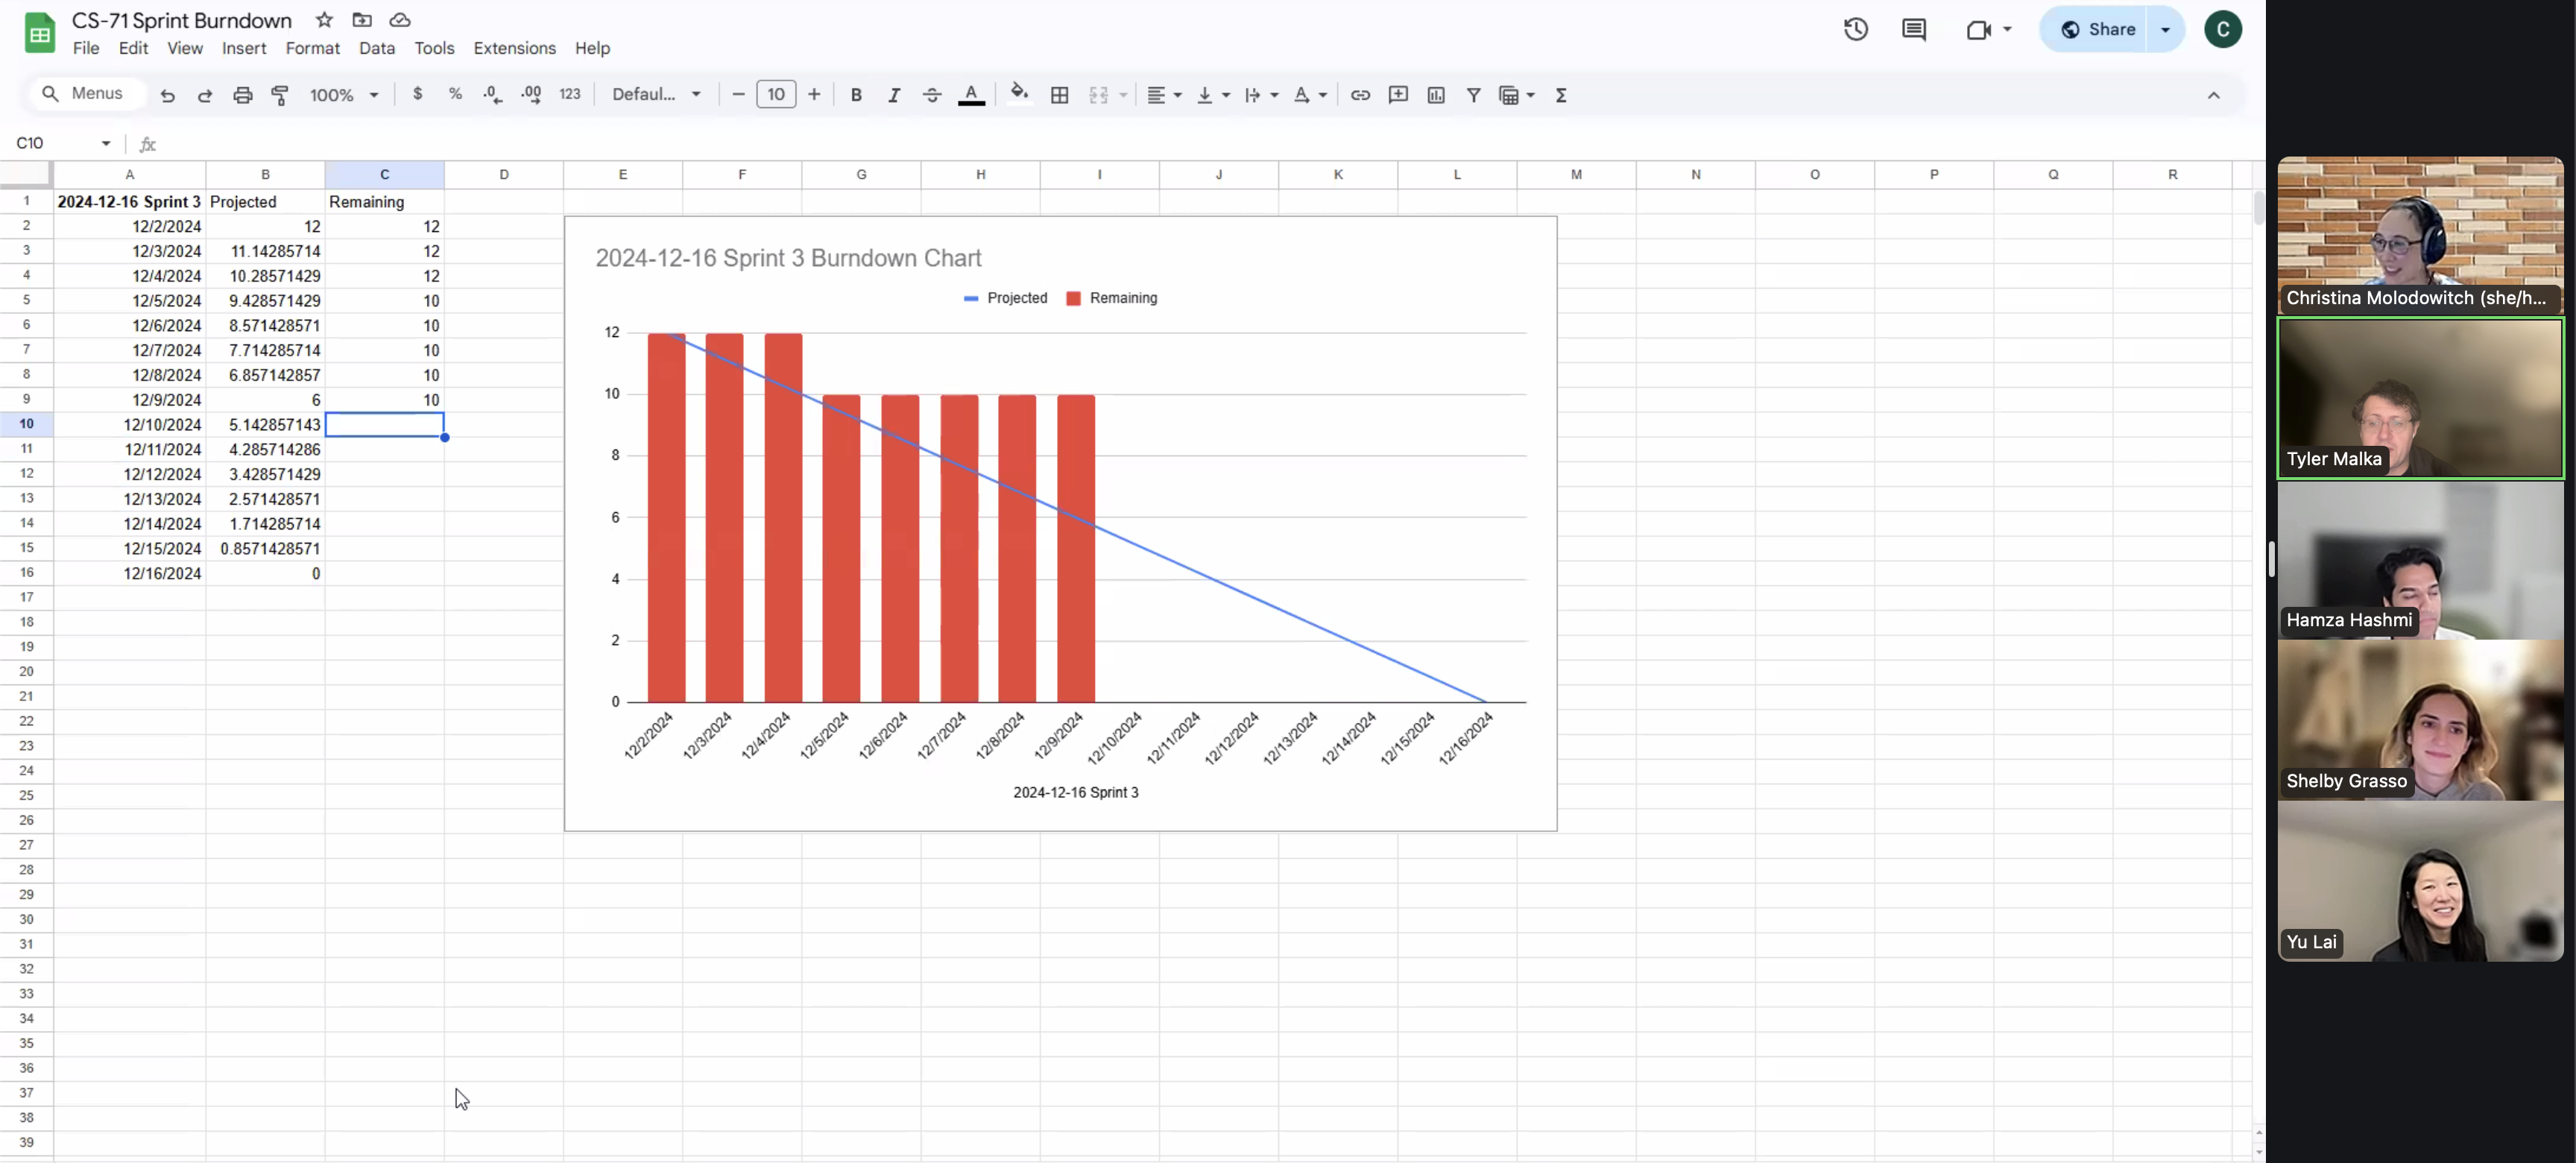 CS-71 Sprint Burndown
File Edit View Insert Format Data Tools Extensions Help
Share
C
Menus 100% $ % .0 .00 123 Defaul... 10 B I A Σ
C10 fx
A B C D E F G H I J K L M N O P Q R
1 2024-12-16 Sprint 3 Projected Remaining
2 12/2/2024 12 12
3 12/3/2024 11.14285714 12
4 12/4/2024 10.28571429 12
5 12/5/2024 9.428571429 10
6 12/6/2024 8.571428571 10
7 12/7/2024 7.714285714 10
8 12/8/2024 6.857142857 10
9 12/9/2024 6 10
10 12/10/2024 5.142857143
11 12/11/2024 4.285714286
12 12/12/2024 3.428571429
13 12/13/2024 2.571428571
14 12/14/2024 1.714285714
15 12/15/2024 0.8571428571
16 12/16/2024 0
17
18
19
20
21
22
23
24
25
26
27
28
29
30
31
32
33
34
35
36
37
38
39
2024-12-16 Sprint 3 Burndown Chart
Projected Remaining
12
10
8
6
4
2
0
12/2/2024 12/3/2024 12/4/2024 12/5/2024 12/6/2024 12/7/2024 12/8/2024 12/9/2024 12/10/2024 12/11/2024 12/12/2024 12/13/2024 12/14/2024 12/15/2024 12/16/2024
2024-12-16 Sprint 3
Christina Molodowitch (she/h...
Tyler Malka
Hamza Hashmi
Shelby Grasso
Yu Lai